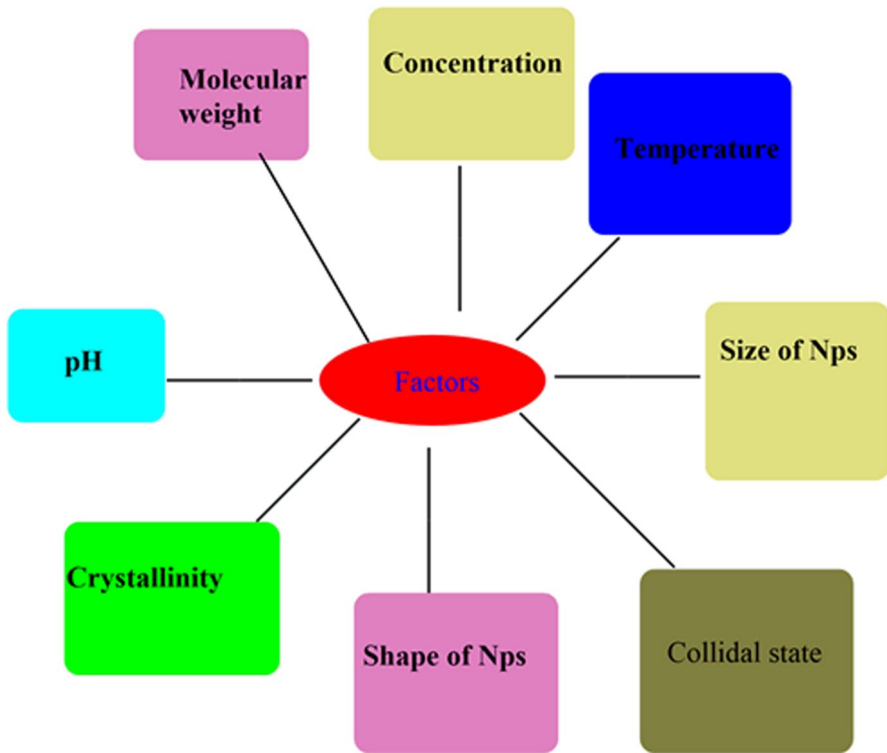 Molecular
weight
Concentration
Temperature
pH
Factors
Size of Nps
Crystallinity
Shape of Nps
Collidal state